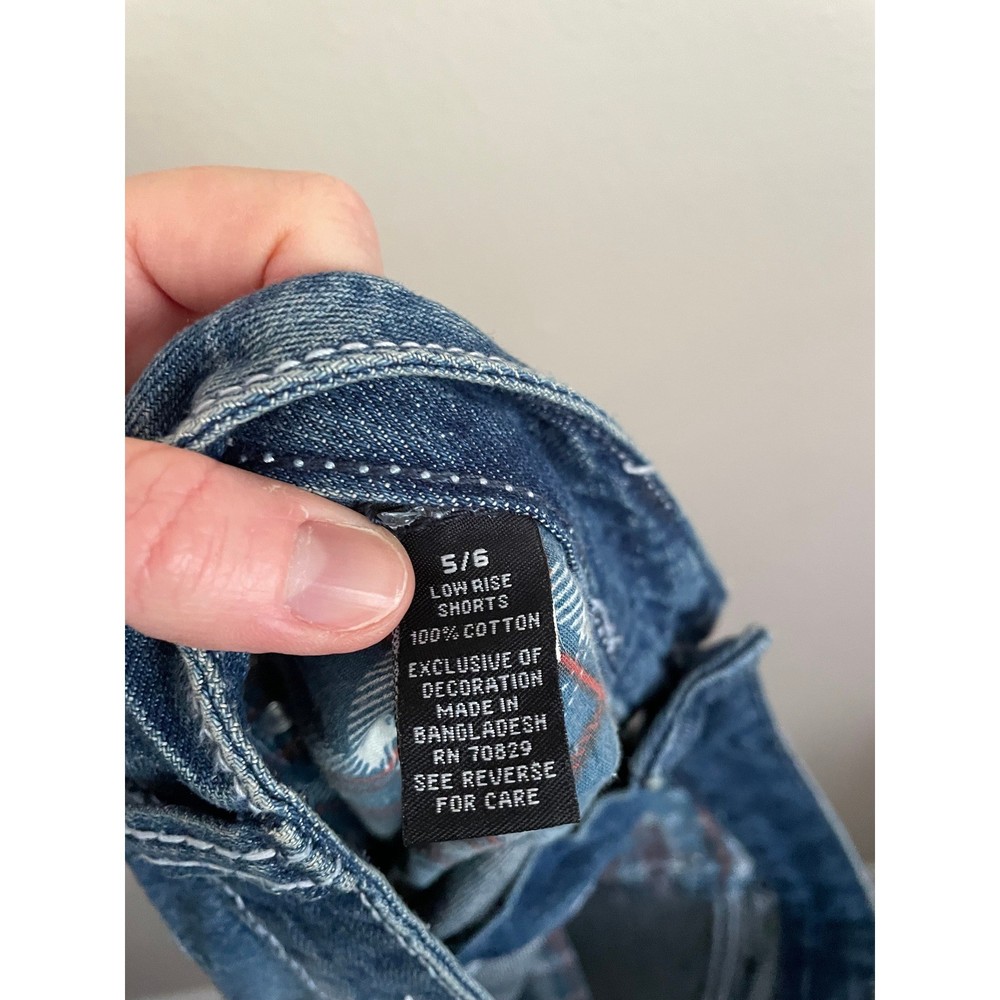 5/6
LOW RISE
SHORTS
100% COTTON
EXCLUSIVE OF
DECORATION
MADE IN
BANGLADESH
RN 70829
SEE REVERSE
FOR CARE